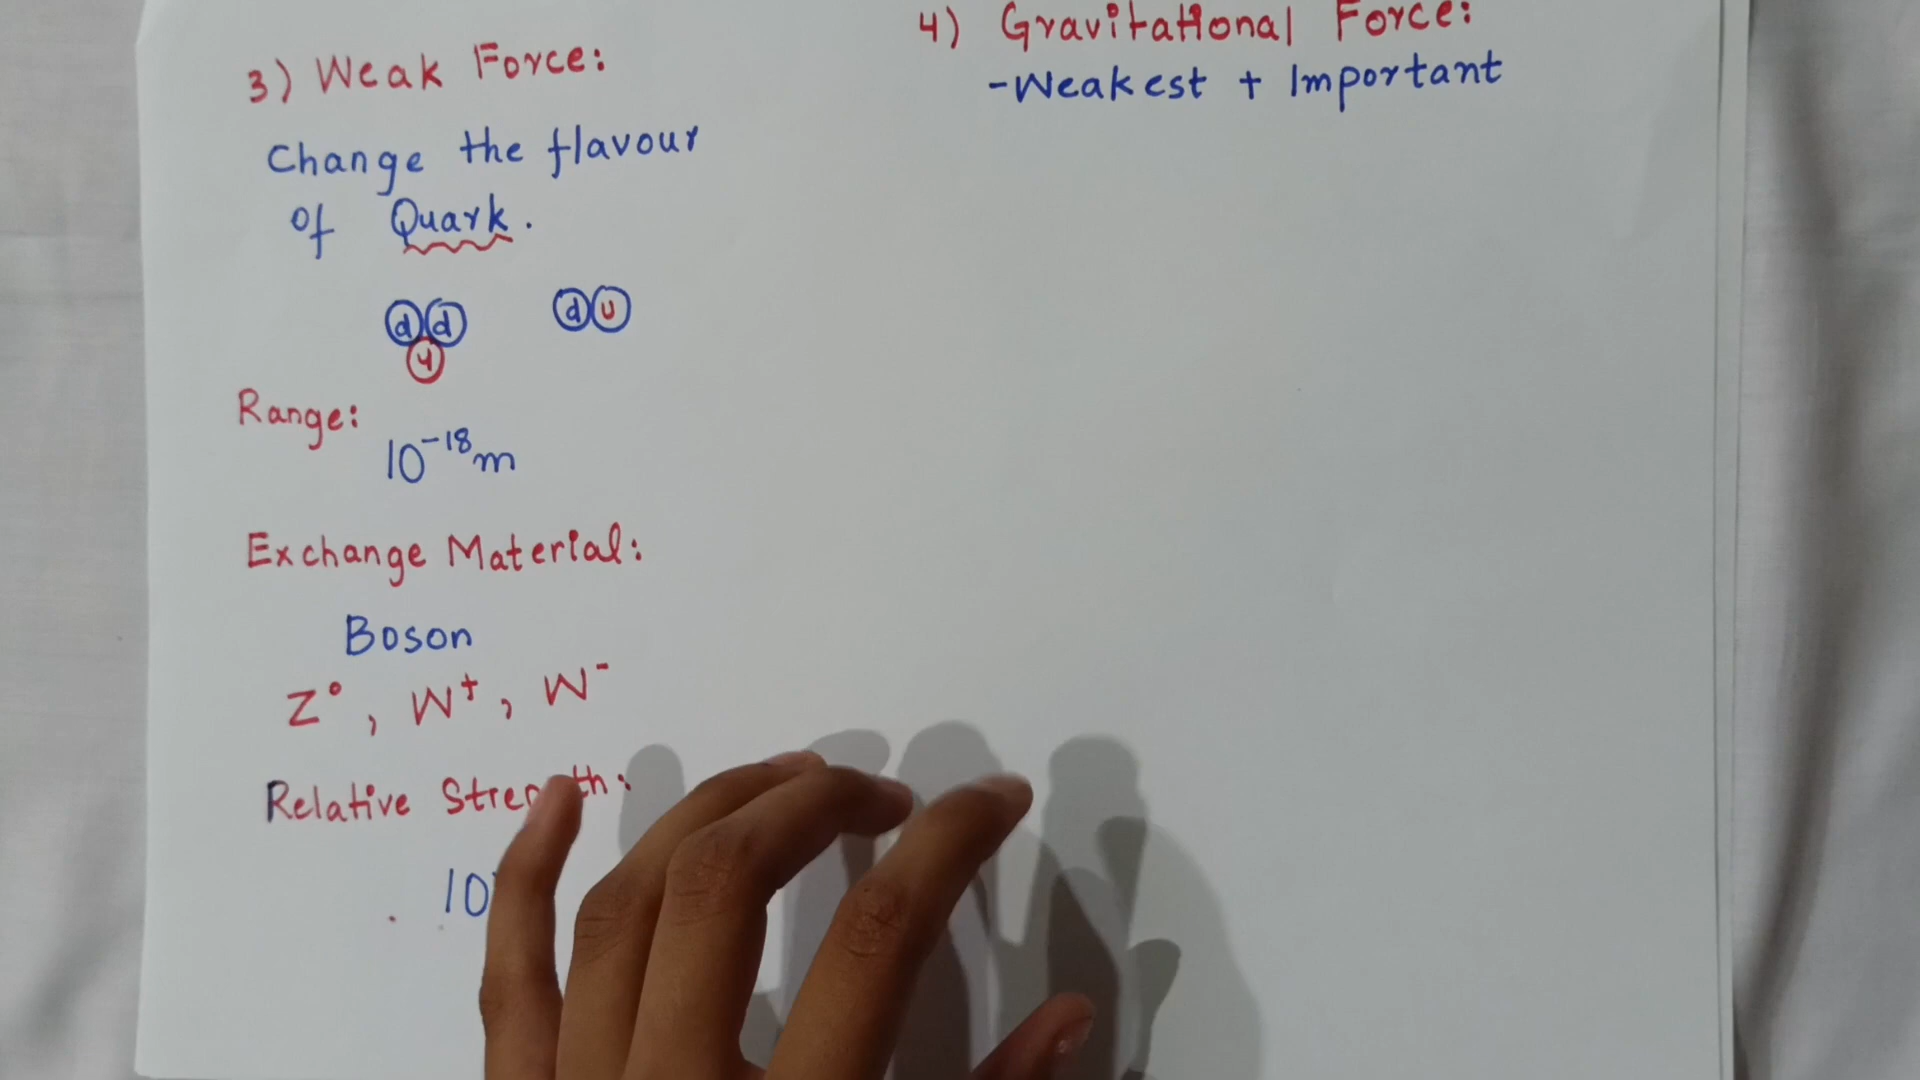 3) Weak Force:
Change the flavour
of Quark.
d d d u
u
Range:
10⁻¹⁸m
Exchange Material:
Boson
Z°, W⁺, W⁻
Relative
10
4) Gravitational Force:
-Weakest + Important